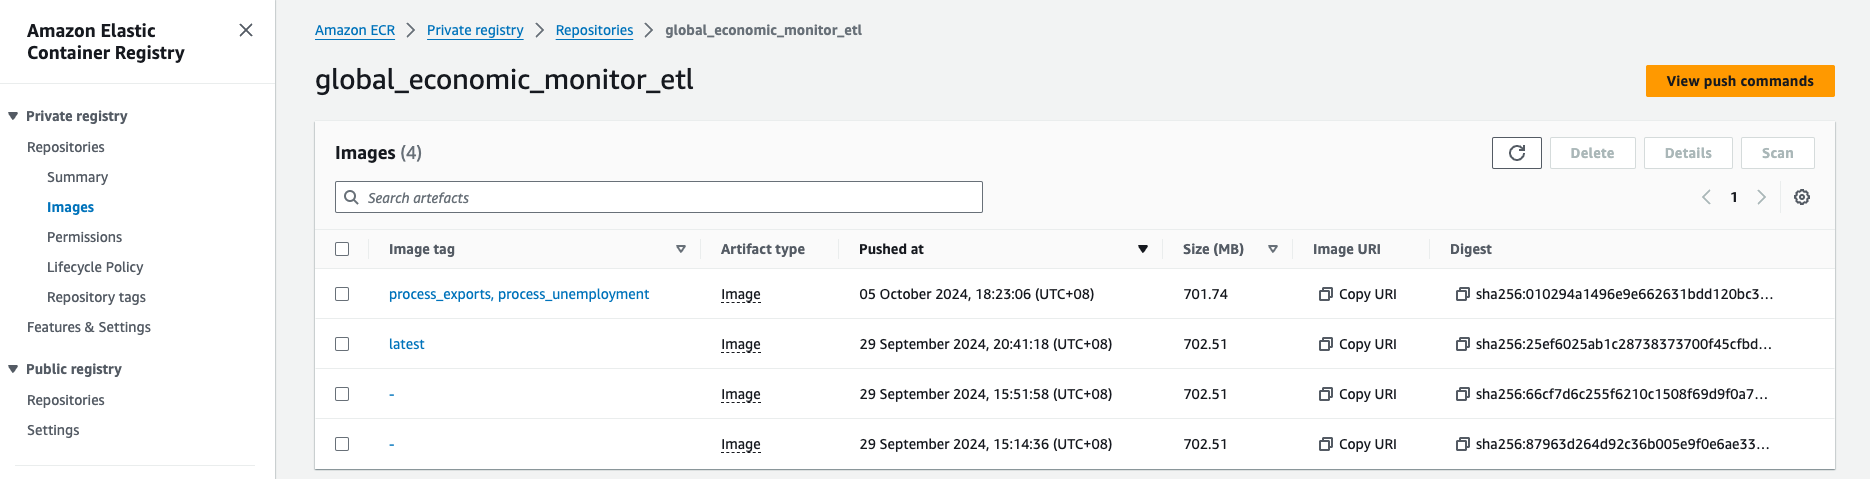 Amazon Elastic
Container Registry
Private registry
Repositories
Summary
Images
Permissions
Lifecycle Policy
Repository tags
Features & Settings
Public registry
Repositories
Settings
Amazon ECR Private registry Repositories global_economic_monitor_etl
global_economic_monitor_etl
View push commands
Images (4)
Delete Details Scan
Search artefacts
1
Image tag Artifact type Pushed at Size (MB) Image URI Digest
process_exports, process_unemployment Image 05 October 2024, 18:23:06 (UTC+08) 701.74 Copy URI sha256:010294a1496e9e662631bdd120bc3...
latest Image 29 September 2024, 20:41:18 (UTC+08) 702.51 Copy URI sha256:25ef6025ab1c28738373700f45cfbd...
- Image 29 September 2024, 15:51:58 (UTC+08) 702.51 Copy URI sha256:66cf7d6c255f6210c1508f69d9f0a7...
- Image 29 September 2024, 15:14:36 (UTC+08) 702.51 Copy URI sha256:87963d264d92c36b005e9f0e6ae33...